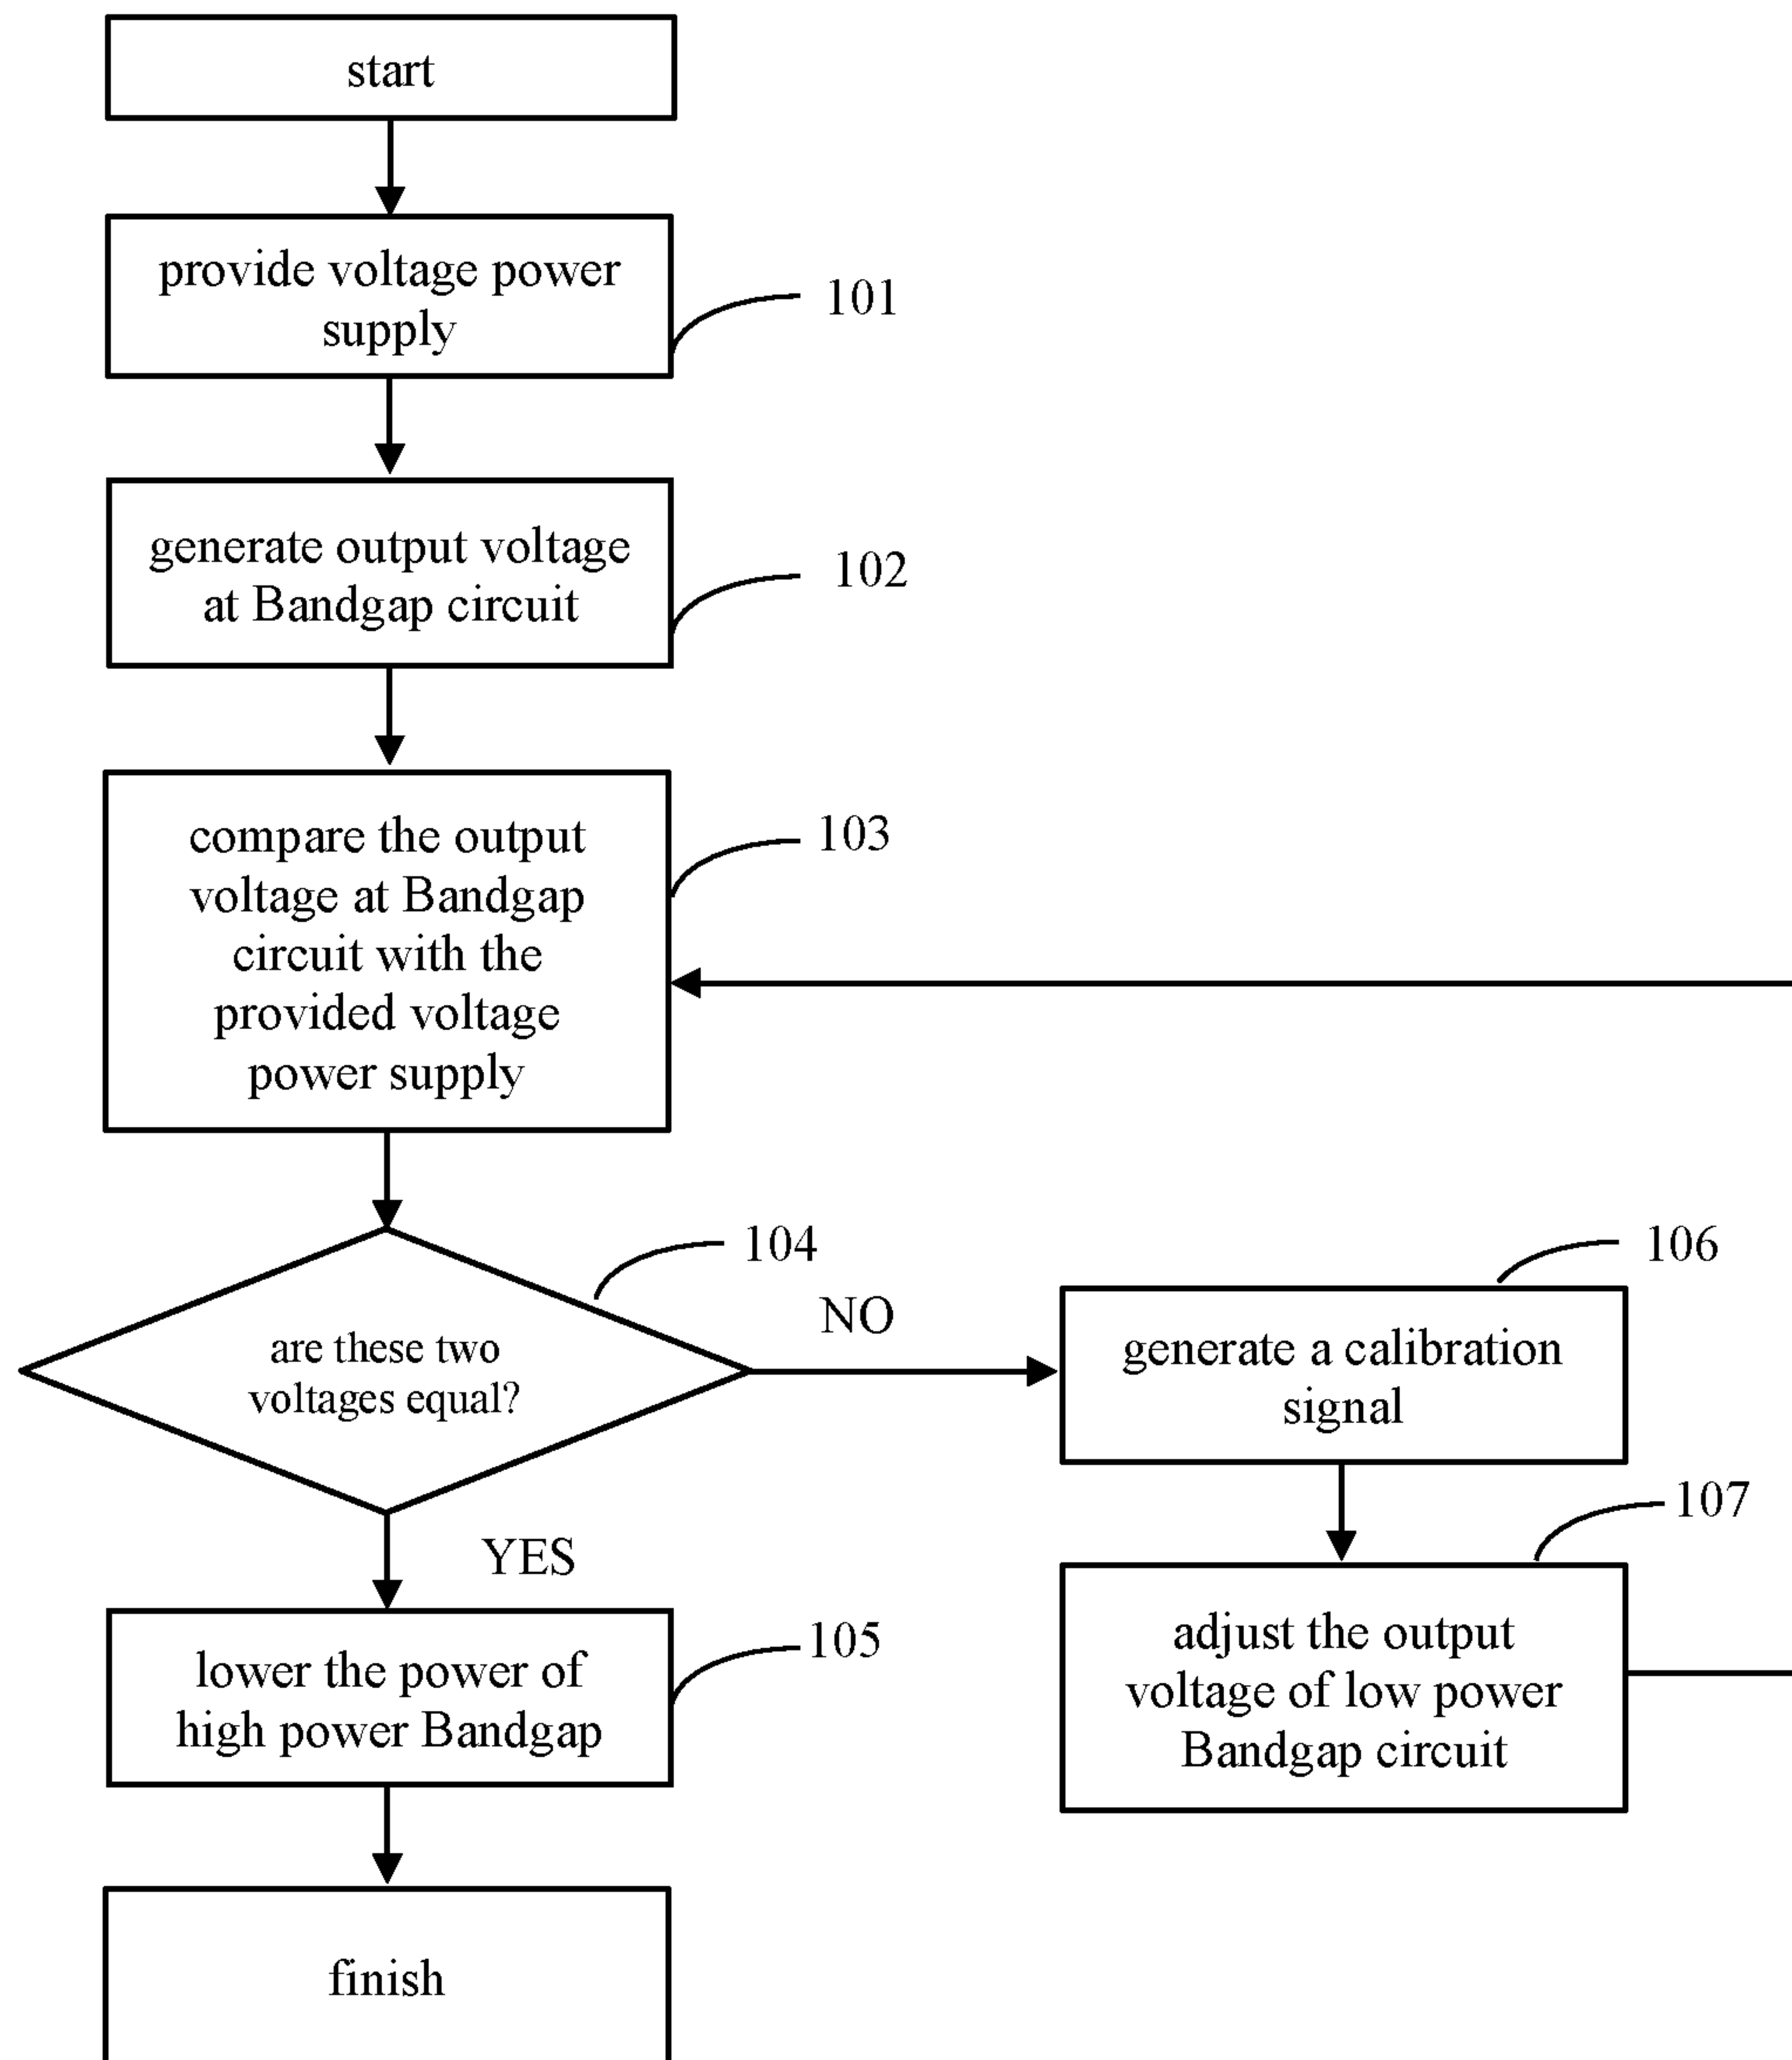 start
provide voltage power
supply
101
generate output voltage
at Bandgap circuit
102
compare the output
voltage at Bandgap
circuit with the
provided voltage
power supply
103
are these two
voltages equal?
104
NO
generate a calibration
signal
106
YES
adjust the output
voltage of low power
Bandgap circuit
107
lower the power of
high power Bandgap
105
finish